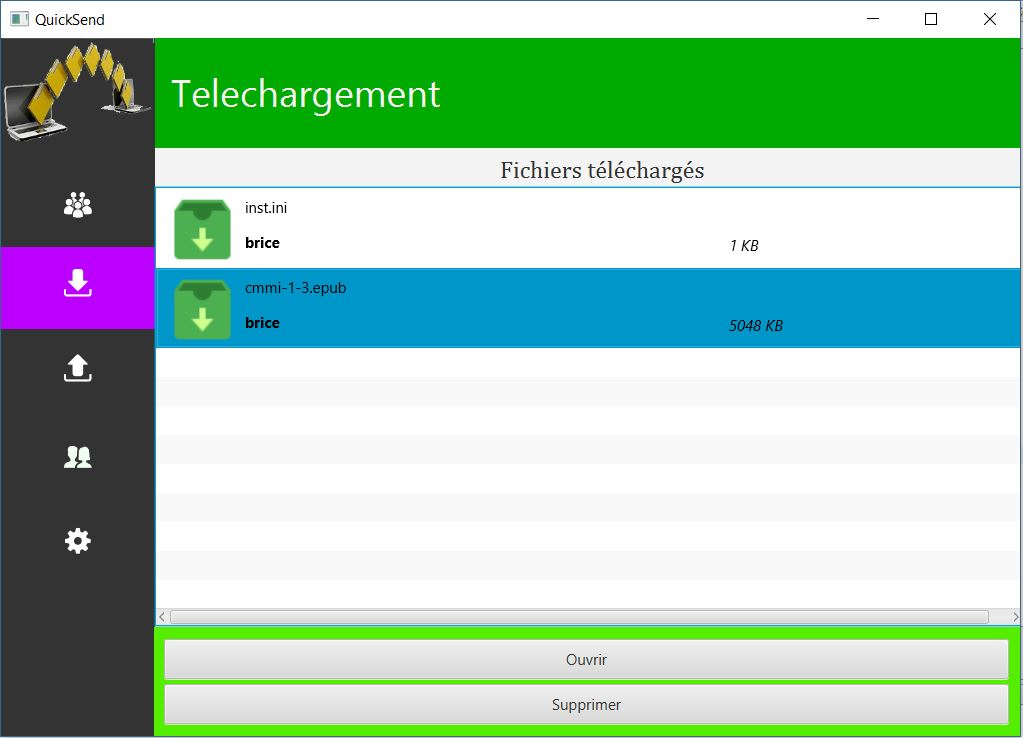 QuickSend
Telechargement
Fichiers téléchargés
inst.ini
brice
1 KB
cmmi-1-3.epub
brice
5048 KB
Ouvrir
Supprimer